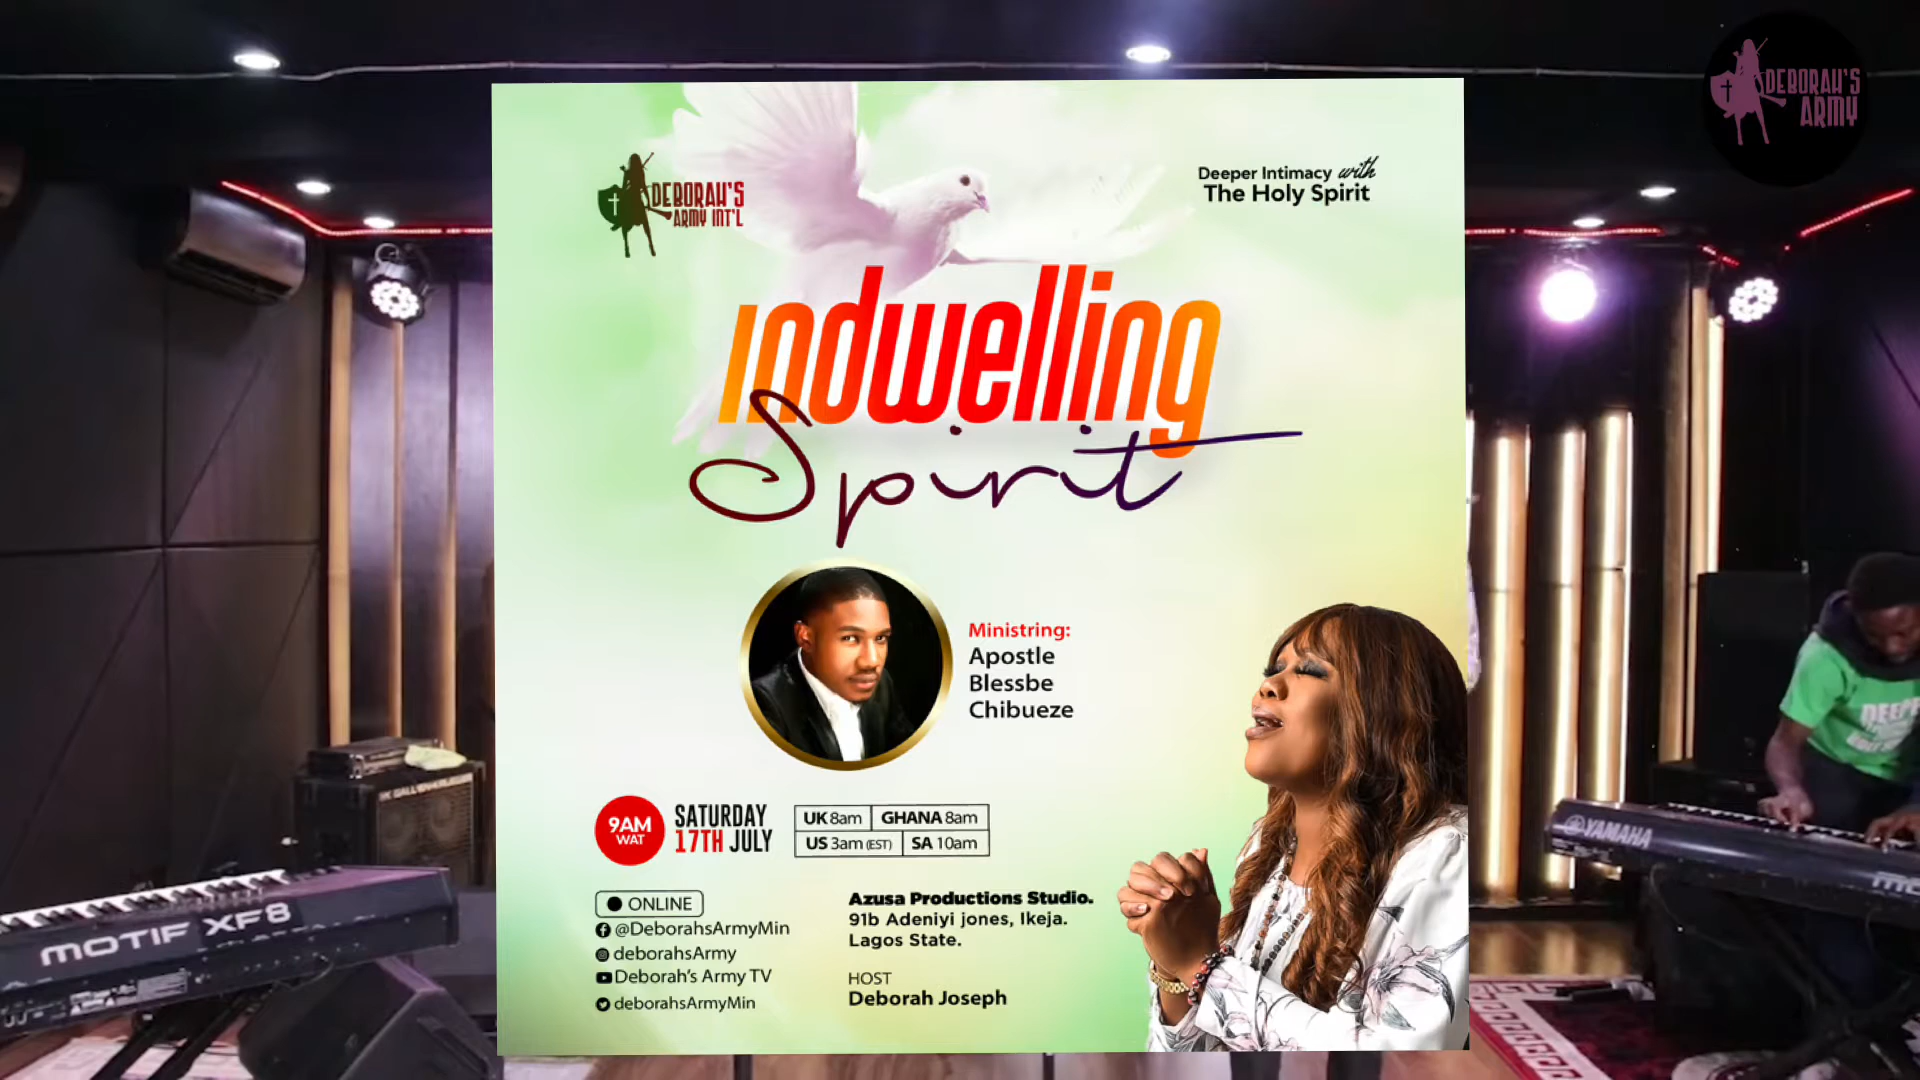 DEBORAH'S
ARMY
DEBORAH'S
ARMY INT'L
Deeper Intimacy with
The Holy Spirit
Indwelling
Spirit
Ministring:
Apostle
Blessbe
Chibueze
9AM
WAT
SATURDAY
17TH JULY
UK 8am
GHANA 8am
US 3am (EST)
SA 10am
ONLINE
@DeborahsArmyMin
deborahsArmy
Deborah's Army TV
deborahsArmyMin
Azusa Productions Studio.
91b Adeniyi jones, Ikeja.
Lagos State.
HOST
Deborah Joseph
MOTIF XF8
YAMAHA